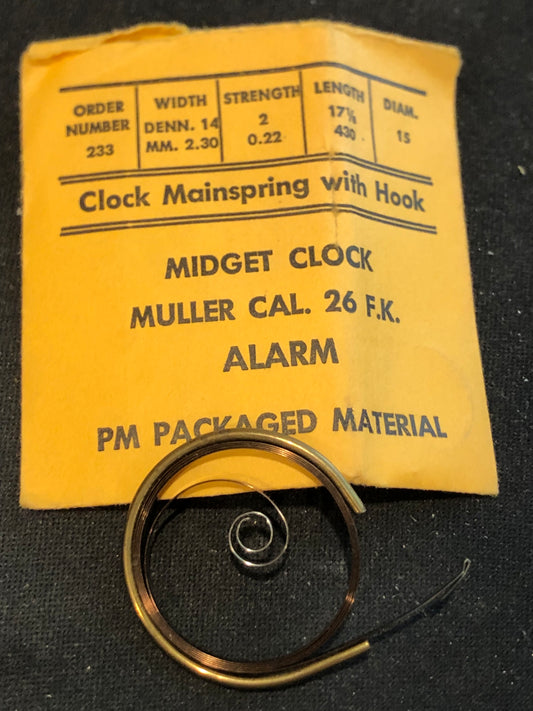 ORDER NUMBER 233
WIDTH DENN. 14 MM. 2.30
STRENGTH 2 0.22
LENGTH 17⅛ 430
DIAM. 15
Clock Mainspring with Hook
MIDGET CLOCK
MULLER CAL. 26 F.K.
ALARM
PM PACKAGED MATERIAL